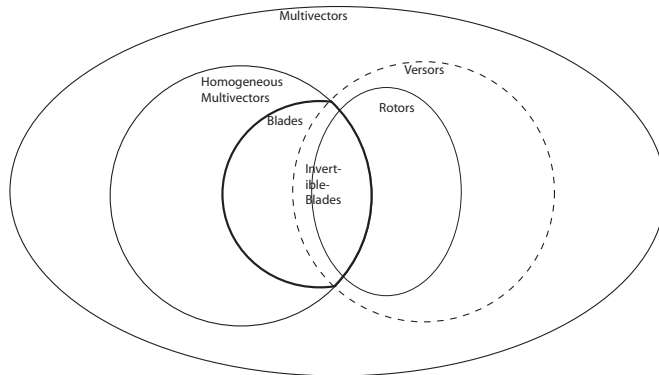 Multivectors
Versors
Homogeneous
Multivectors
Rotors
Blades
Invert-
ible-
Blades